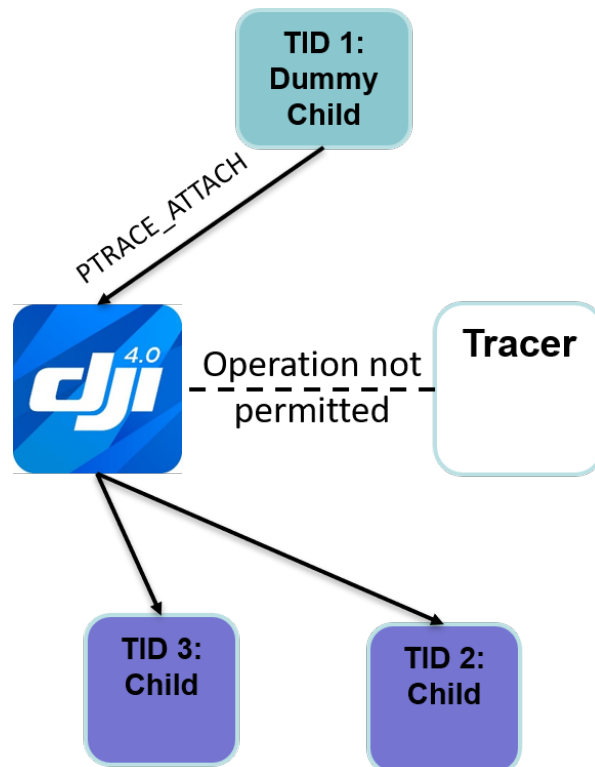 TID 1:
Dummy
Child
PTRACE_ATTACH
4.0
dji
Operation not
permitted
Tracer
TID 3:
Child
TID 2:
Child